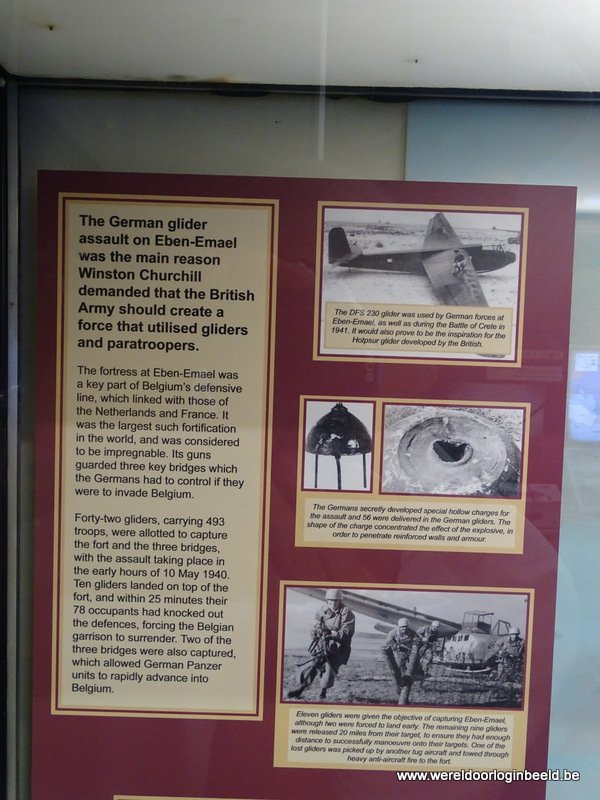 The German glider
assault on Eben-Emael
was the main reason
Winston Churchill
demanded that the British
Army should create a
force that utilised gliders
and paratroopers.
The fortress at Eben-Emael was
a key part of Belgium's defensive
line, which linked with those of
the Netherlands and France. It
was the largest such fortification
in the world, and was considered
to be impregnable. Its guns
guarded three key bridges which
the Germans had to control if they
were to invade Belgium.
Forty-two gliders, carrying 493
troops, were allotted to capture
the fort and the three bridges,
with the assault taking place in
the early hours of 10 May 1940.
Ten gliders landed on top of the
fort, and within 25 minutes their
78 occupants had knocked out
the defences, forcing the Belgian
garrison to surrender. Two of the
three bridges were also captured,
which allowed German Panzer
units to rapidly advance into
Belgium.
The DFS 230 glider was used by German forces at
Eben-Emael, as well as during the Battle of Crete in
1941. It would also prove to be the inspiration for the
Hotpsur glider developed by the British.
The Germans secretly developed special hollow charges for
the assault and 56 were delivered in the German gliders. The
shape of the charge concentrated the effect of the explosive, in
order to penetrate reinforced walls and armour.
Eleven gliders were given the objective of capturing Eben-Emael,
although two were forced to land early. The remaining nine gliders
were released 20 miles from their target, to ensure they had enough
distance to successfully manoeuvre onto their targets. One of the
lost gliders was picked up by another tug aircraft and towed through
heavy anti-aircraft fire to the fort.
www.wereldoorloginbeeld.be